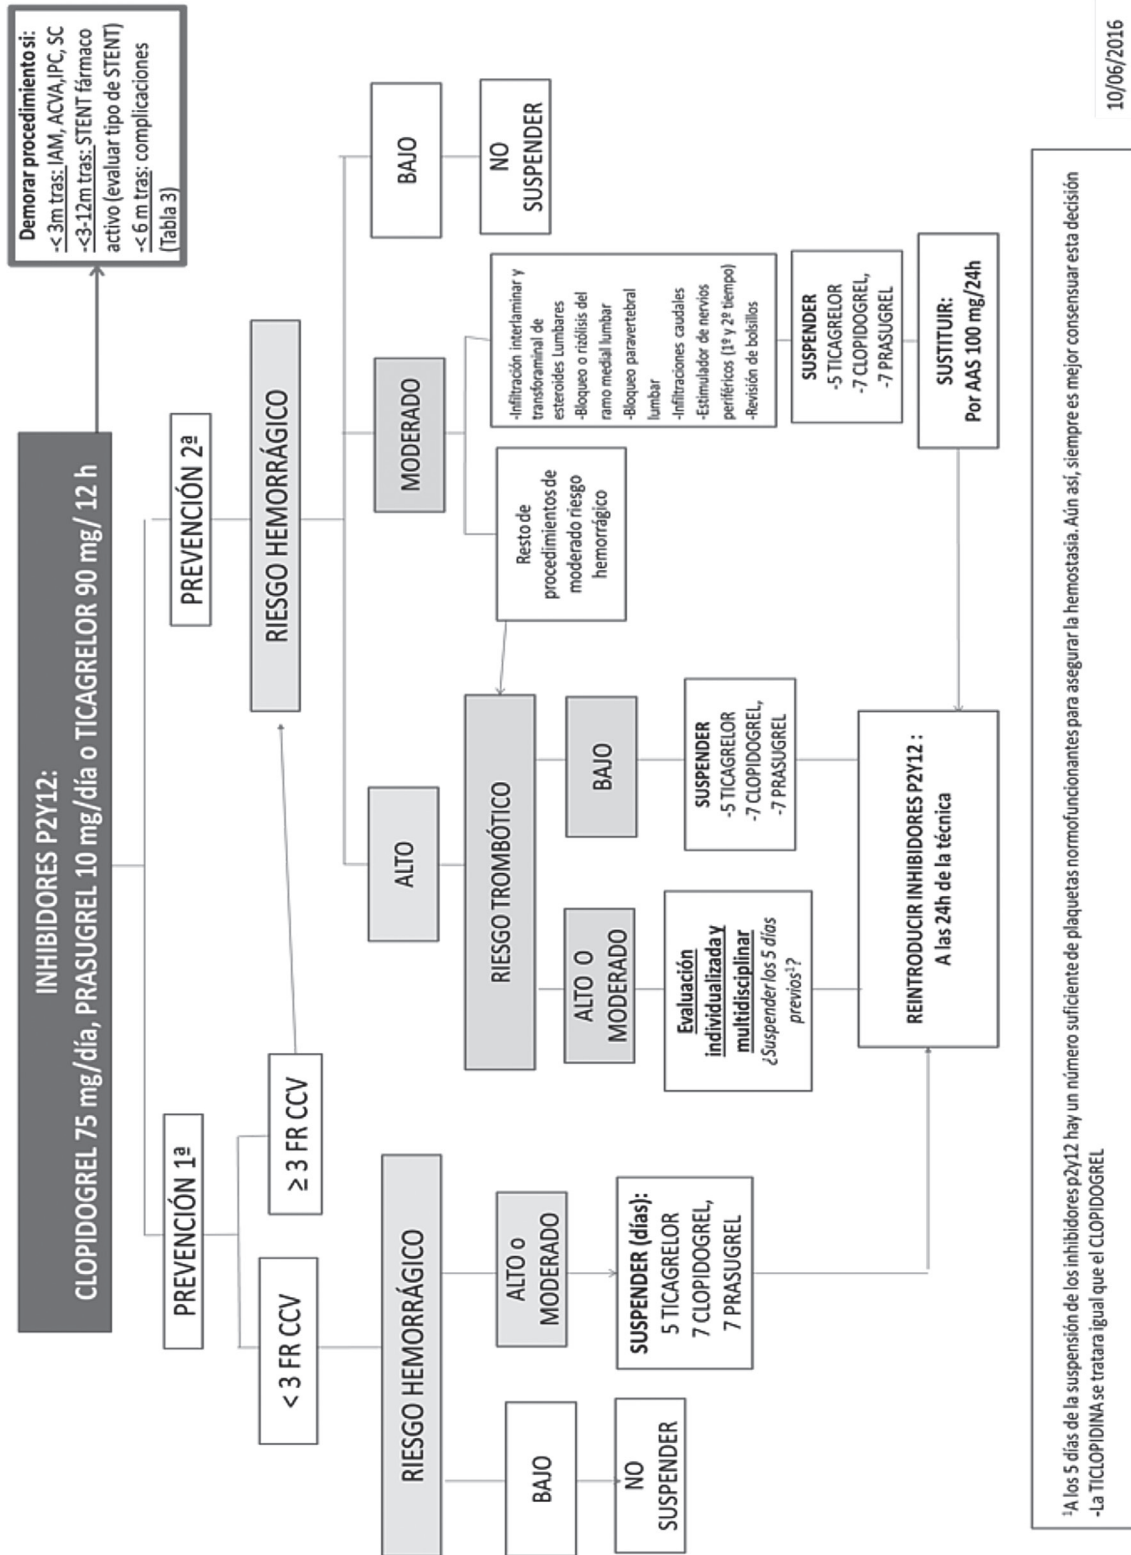 INHIBIDORES P2Y12:
CLOPIDOGREL 75 mg/día, PRASUGREL 10 mg/día o TICAGRELOR 90 mg/ 12 h
Demorar procedimiento si:
-< 3m tras: IAM, ACVA,IPC, SC
-<3-12m tras: STENT fármaco
activo (evaluar tipo de STENT)
-< 6 m tras: complicaciones
(Tabla 3)
PREVENCIÓN 1ª
< 3 FR CCV
≥ 3 FR CCV
RIESGO HEMORRÁGICO
BAJO
NO
SUSPENDER
ALTO o
MODERADO
SUSPENDER (días):
5 TICAGRELOR
7 CLOPIDOGREL,
7 PRASUGREL
PREVENCIÓN 2ª
RIESGO HEMORRÁGICO
ALTO
RIESGO TROMBÓTICO
ALTO O
MODERADO
Evaluación
individualizada y
multidisciplinar
¿Suspender los 5 días
previos¹?
BAJO
SUSPENDER
-5 TICAGRELOR
-7 CLOPIDOGREL,
-7 PRASUGREL
MODERADO
Resto de
procedimientos de
moderado riesgo
hemorrágico
-Infiltración interlaminar y
transforaminal de
esteroides Lumbares
-Bloqueo o rizólisis del
ramo medial lumbar
-Bloqueo paravertebral
lumbar
-Infiltraciones caudales
-Estimulador de nervios
periféricos (1º y 2º tiempo)
-Revisión de bolsillos
SUSPENDER
-5 TICAGRELOR
-7 CLOPIDOGREL,
-7 PRASUGREL
SUSTITUIR:
Por AAS 100 mg/24h
BAJO
NO
SUSPENDER
REINTRODUCIR INHIBIDORES P2Y12 :
A las 24h de la técnica
¹A los 5 días de la suspensión de los inhibidores p2y12 hay un número suficiente de plaquetas normofuncionantes para asegurar la hemostasia. Aún así, siempre es mejor consensuar esta decisión
-La TICLOPIDINA se tratara igual que el CLOPIDOGREL
10/06/2016